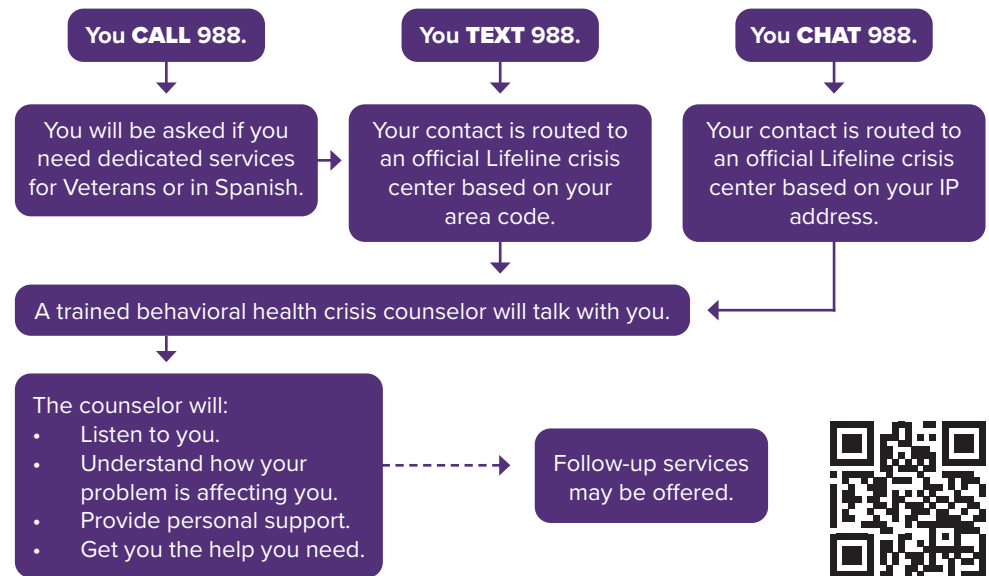 You CALL 988.
You TEXT 988.
You CHAT 988.
You will be asked if you
need dedicated services
for Veterans or in Spanish.
Your contact is routed to
an official Lifeline crisis
center based on your
area code.
Your contact is routed to
an official Lifeline crisis
center based on your IP
address.
A trained behavioral health crisis counselor will talk with you.
The counselor will:
• Listen to you.
• Understand how your
problem is affecting you.
• Provide personal support.
• Get you the help you need.
Follow-up services
may be offered.